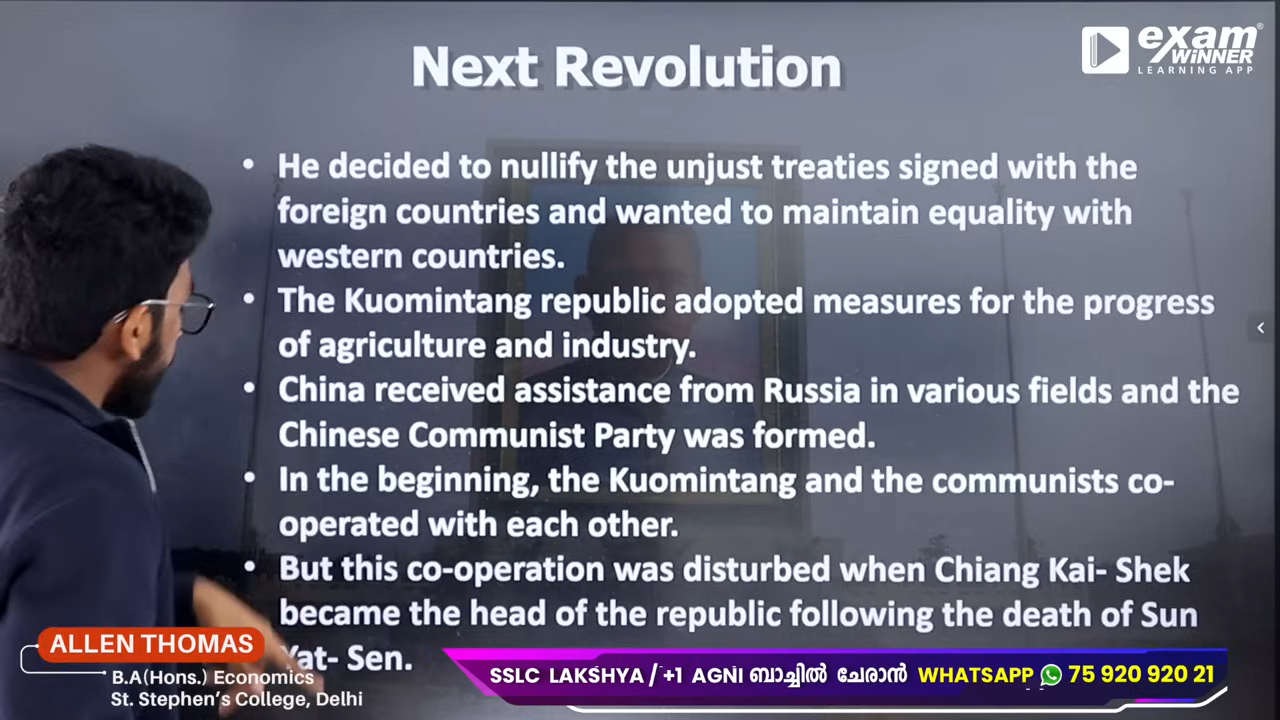 Next Revolution
exam
WINNER
LEARNING APP
• He decided to nullify the unjust treaties signed with the
foreign countries and wanted to maintain equality with
western countries.
• The Kuomintang republic adopted measures for the progress
of agriculture and industry.
• China received assistance from Russia in various fields and the
Chinese Communist Party was formed.
• In the beginning, the Kuomintang and the communists co-
operated with each other.
• But this co-operation was disturbed when Chiang Kai- Shek
became the head of the republic following the death of Sun
Yat- Sen.
ALLEN THOMAS
B.A(Hons.) Economics
St. Stephen's College, Delhi
SSLC LAKSHYA / +1 AGNI ബാച്ചിൽ ചേരാൻ WHATSAPP 75 920 920 21